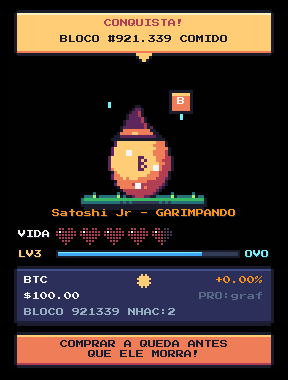 CONQUISTA!
BLOCO #921.339 COMIDO
B
B
Satoshi Jr - GARIMPANDO
VIDA
LV3 OVO
BTC +0.00%
$100.00 PRO:graf
BLOCO 921339 NHAC:2
COMPRAR A QUEDA ANTES
QUE ELE MORRA!